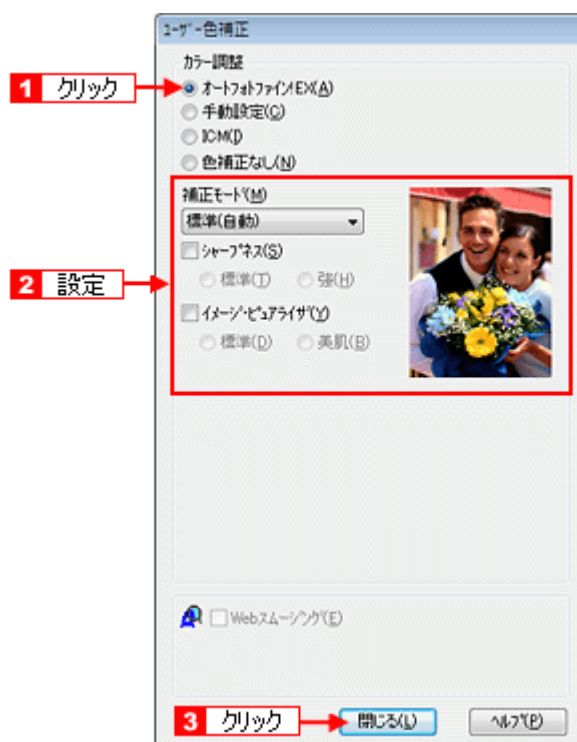 ユーザー色補正
カラー調整
1 クリック
オートフォトファイン!EX(A)
手動設定(C)
ICM(I)
色補正なし(N)
補正モード(M)
標準(自動)
シャープネス(S)
2 設定
標準(T) 強(H)
イメージ・ピュアライザ(Y)
標準(D) 美肌(B)
Webスムージング(E)
3 クリック
閉じる(L) ヘルプ(P)